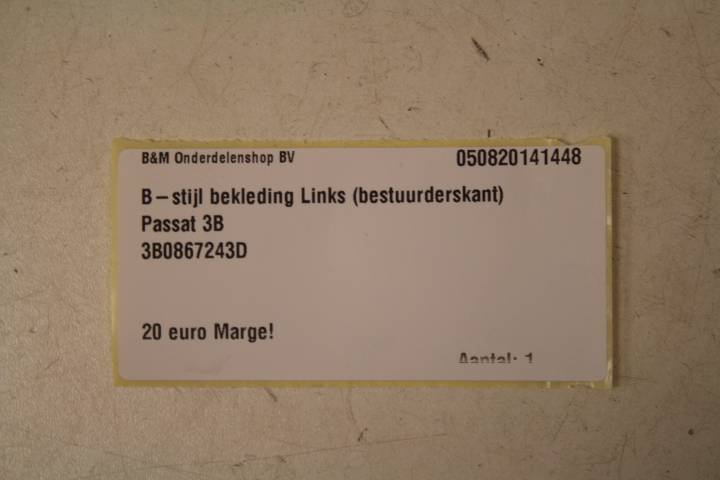 B&M Onderdelenshop BV 050820141448
B-stijl bekleding Links (bestuurderskant)
Passat 3B
3B0867243D
20 euro Marge!
Aantal: 1